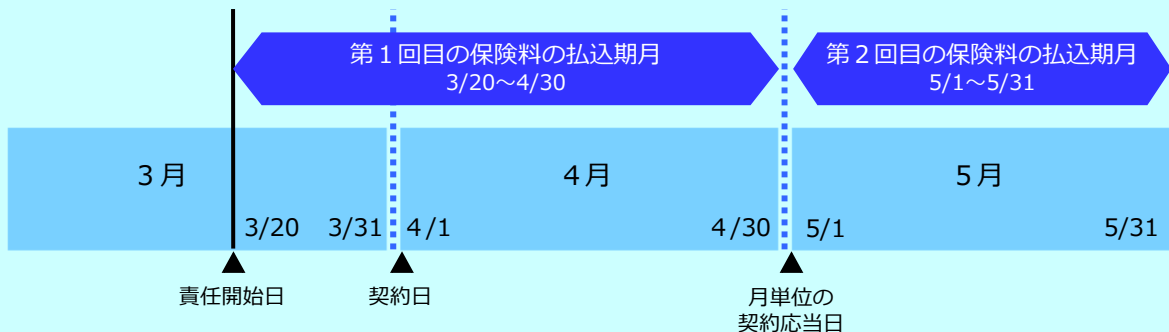 第１回目の保険料の払込期月
3/20～4/30
第２回目の保険料の払込期月
5/1～5/31
３月
４月
５月
3/20
3/31
4/1
4/30
5/1
5/31
責任開始日
契約日
月単位の
契約応当日